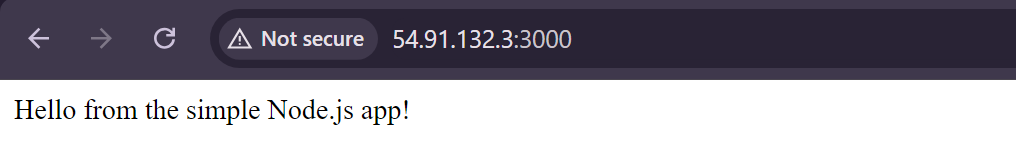 Not secure 54.91.132.3:3000
Hello from the simple Node.js app!